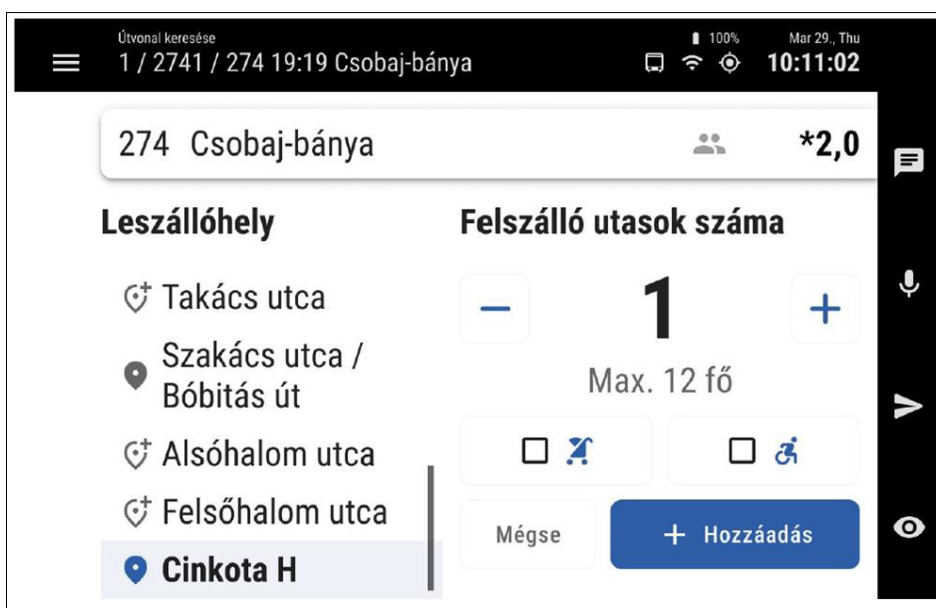 Útvonal keresése
1 / 2741 / 274 19:19 Csobaj-bánya
100%
Mar 29., Thu
10:11:02
274 Csobaj-bánya
*2,0
Leszállóhely
Takács utca
Szakács utca /
Bóbitás út
Alsóhalom utca
Felsőhalom utca
Cinkota H
Felszálló utasok száma
1
Max. 12 fő
Mégse
+ Hozzáadás